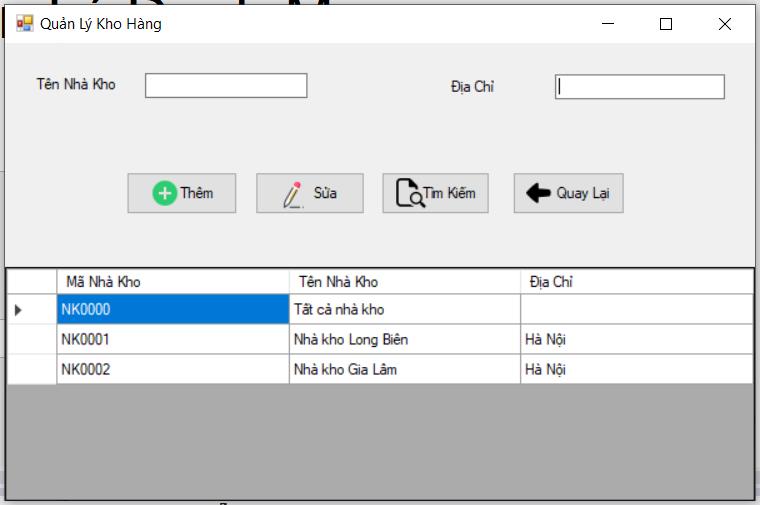 Quản Lý Kho Hàng
Tên Nhà Kho
Địa Chỉ
Thêm Sửa Tìm Kiếm Quay Lại
Mã Nhà Kho Tên Nhà Kho Địa Chỉ
NK0000 Tất cả nhà kho
NK0001 Nhà kho Long Biên Hà Nội
NK0002 Nhà kho Gia Lâm Hà Nội